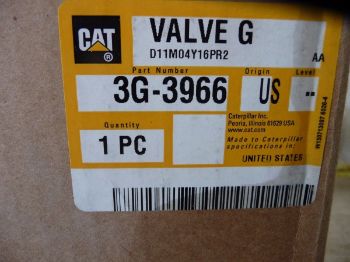 CAT
®
VALVE G
D11M04Y16PR2
AA
Part Number
Origin
Level
3G-3966
US
--
Quantity
1 PC
Caterpillar Inc.
Peoria, Illinois 61629 USA
www.cat.com
Made to Caterpillar
specifications in:
UNITED STATES